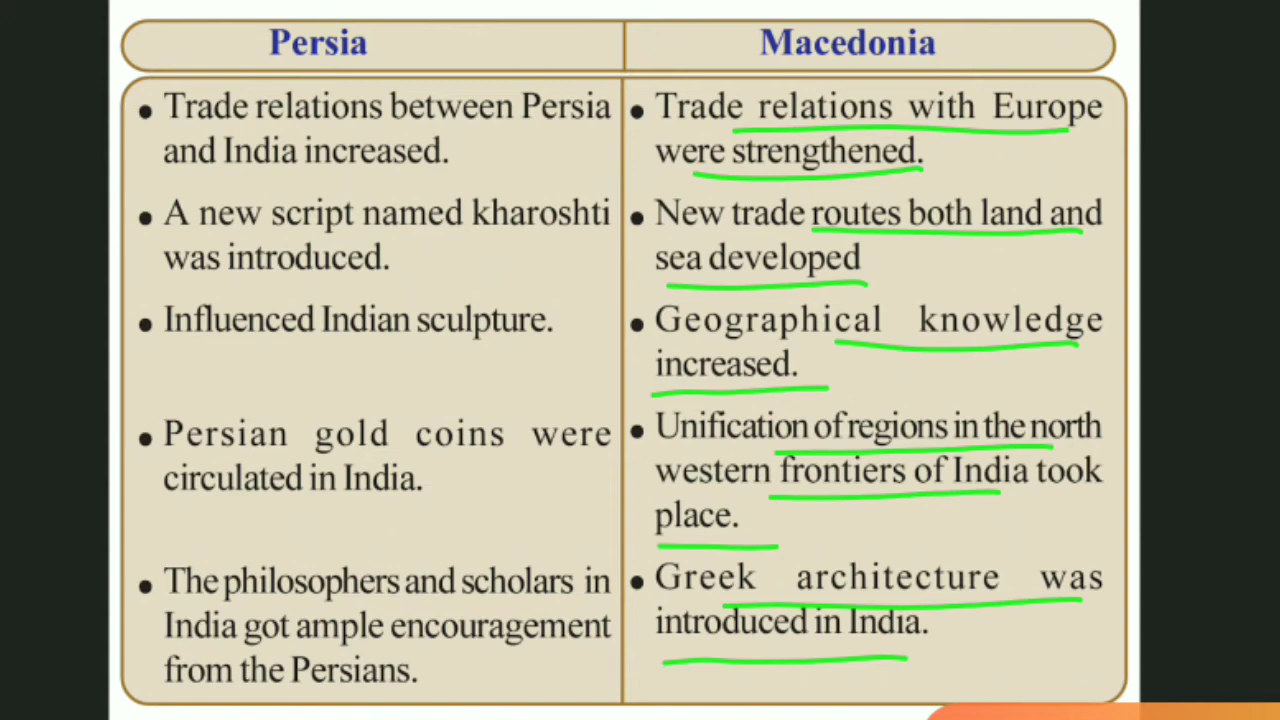 Persia
Macedonia
• Trade relations between Persia
and India increased.
• A new script named kharoshti
was introduced.
• Influenced Indian sculpture.
• Persian gold coins were
circulated in India.
• The philosophers and scholars in
India got ample encouragement
from the Persians.
• Trade relations with Europe
were strengthened.
• New trade routes both land and
sea developed
• Geographical knowledge
increased.
• Unification of regions in the north
western frontiers of India took
place.
• Greek architecture was
introduced in India.